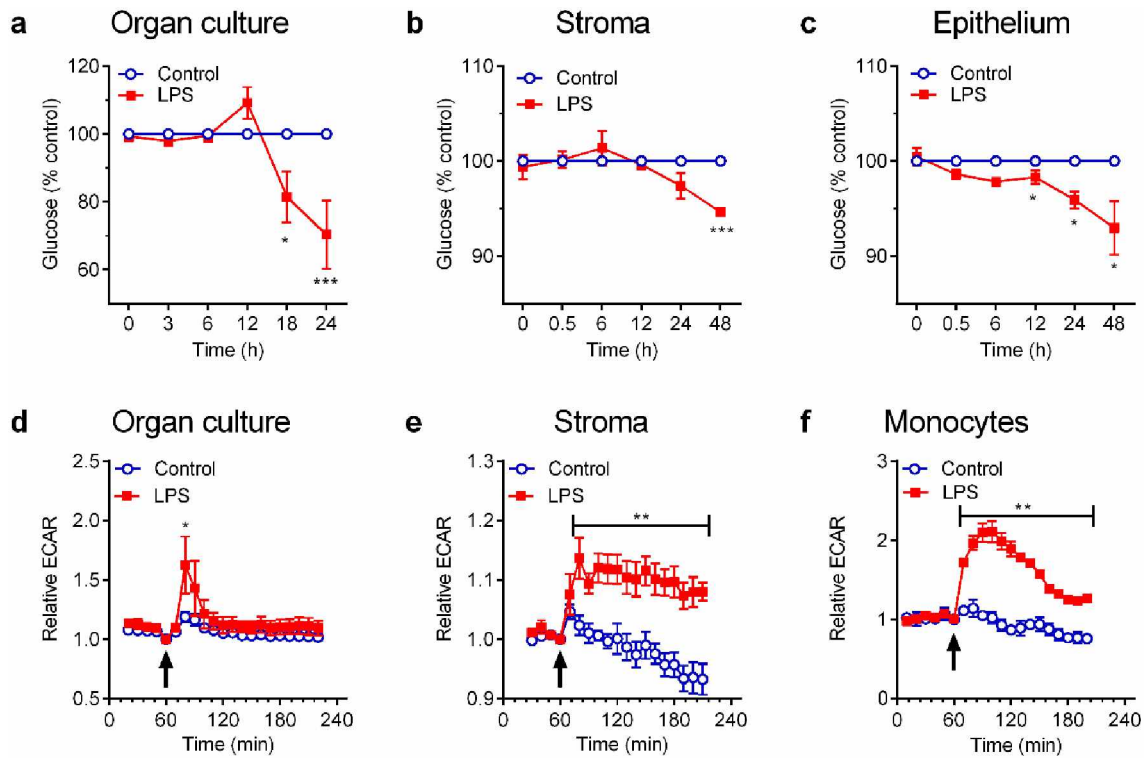 a Organ culture
120
100
80
60
Glucose (% control)
Control
LPS
*
***
0 3 6 12 18 24
Time (h)
b Stroma
110
100
90
Glucose (% control)
Control
LPS
***
0 0.5 6 12 24 48
Time (h)
c Epithelium
110
100
90
Glucose (% control)
Control
LPS
*
*
*
0 0.5 6 12 24 48
Time (h)
d Organ culture
2.5
2.0
1.5
1.0
0.5
Relative ECAR
Control
LPS
*
0 60 120 180 240
Time (min)
e Stroma
1.3
1.2
1.1
1.0
0.9
Relative ECAR
Control
LPS
**
0 60 120 180 240
Time (min)
f Monocytes
3
2
1
0
Relative ECAR
Control
LPS
**
0 60 120 180 240
Time (min)